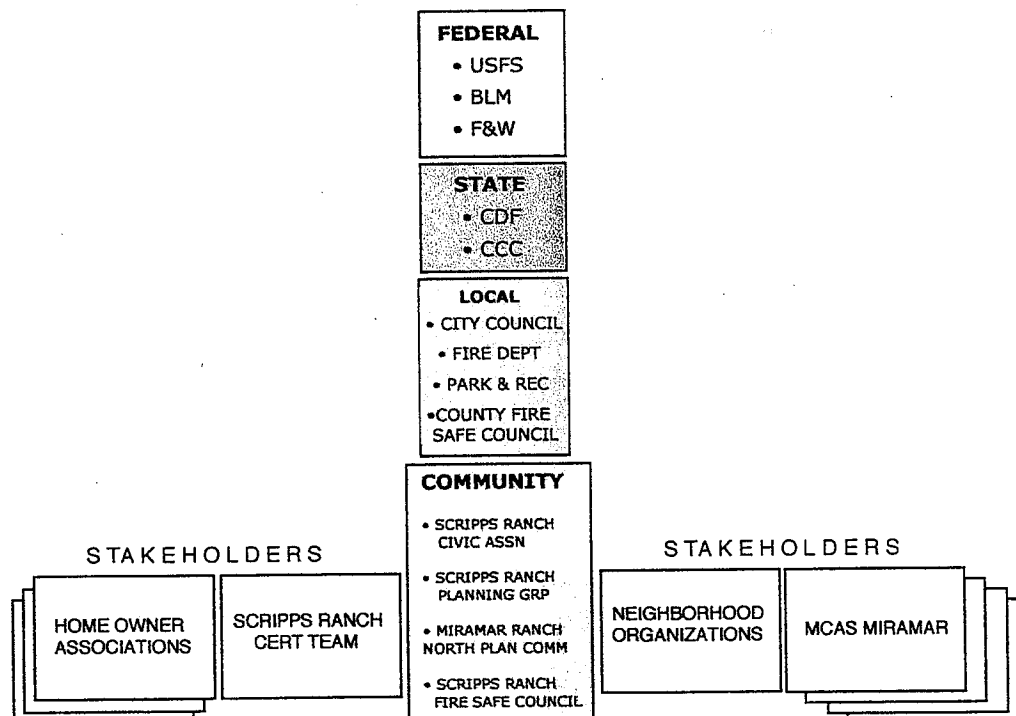 FEDERAL
• USFS
• BLM
• F&W
STATE
• CDF
• CCC
LOCAL
• CITY COUNCIL
• FIRE DEPT
• PARK & REC
•COUNTY FIRE
SAFE COUNCIL
COMMUNITY
• SCRIPPS RANCH
CIVIC ASSN
• SCRIPPS RANCH
PLANNING GRP
• MIRAMAR RANCH
NORTH PLAN COMM
• SCRIPPS RANCH
FIRE SAFE COUNCIL
STAKEHOLDERS
HOME OWNER
ASSOCIATIONS
SCRIPPS RANCH
CERT TEAM
STAKEHOLDERS
NEIGHBORHOOD
ORGANIZATIONS
MCAS MIRAMAR